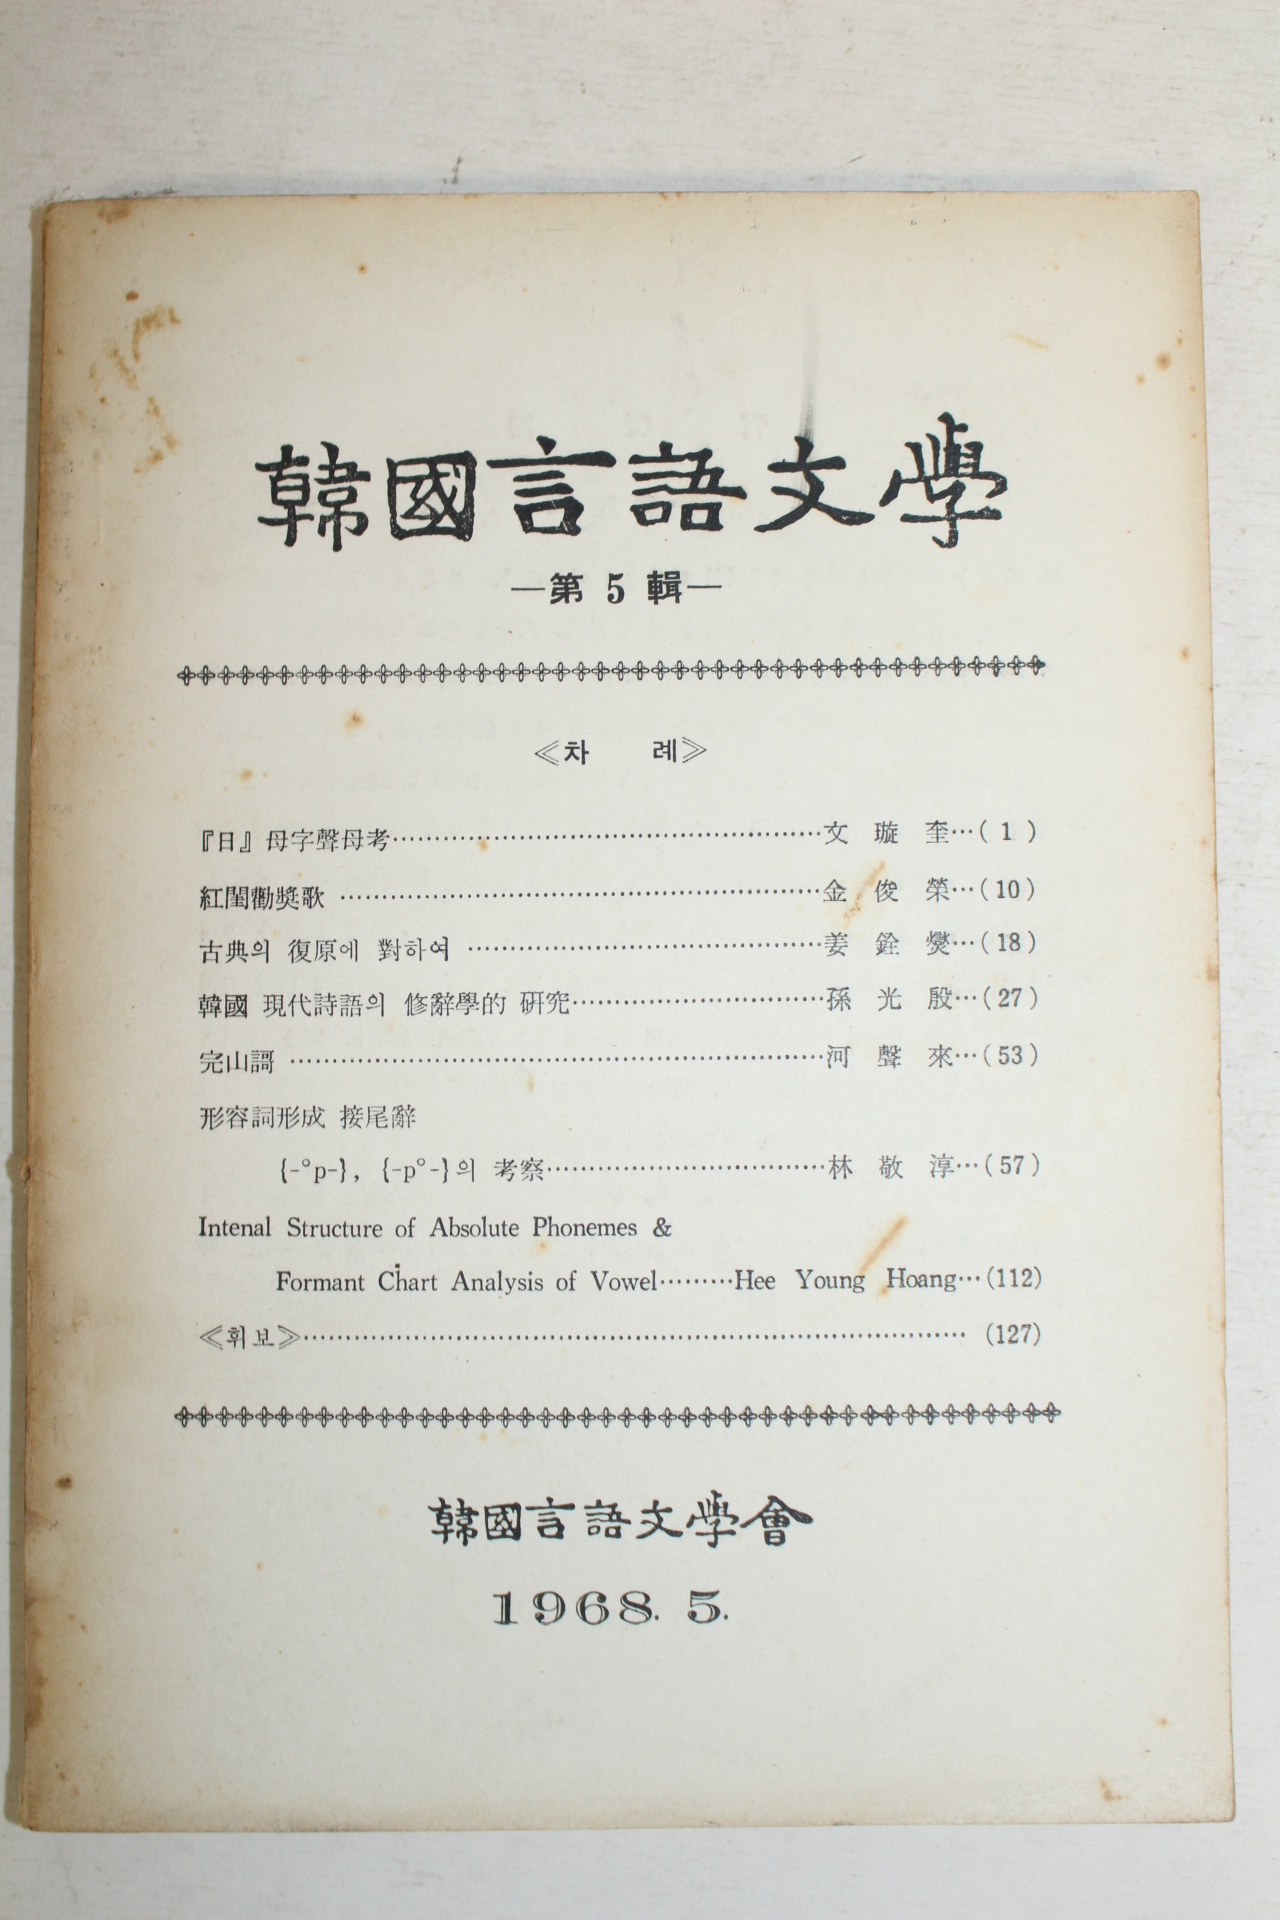 韓國言語文學
—第 5 輯—
≪차 례≫
『日』母字聲母考……文 璇 奎…( 1 )
紅閨勸奬歌 ……金 俊 榮…(10)
古典의 復原에 對하여 ……姜 銓 爕…(18)
韓國 現代詩語의 修辭學的 硏究……孫 光 殷…(27)
完山謌 ……河 聲 來…(53)
形容詞形成 接尾辭
{-°p-}, {-p°-}의 考察……林 敬 淳…(57)
Intenal Structure of Absolute Phonemes &
Formant Chart Analysis of Vowel………Hee Young Hoang…(112)
≪휘보≫…… (127)
韓國言語文學會
1968. 5.